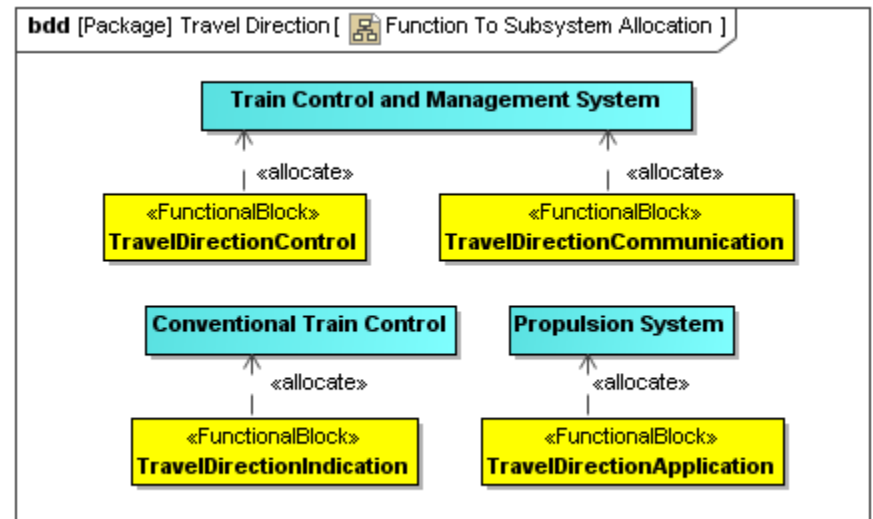 bdd [Package] Travel Direction [ Function To Subsystem Allocation ]
Train Control and Management System
«allocate» «allocate»
«FunctionalBlock» «FunctionalBlock»
TravelDirectionControl TravelDirectionCommunication
Conventional Train Control Propulsion System
«allocate» «allocate»
«FunctionalBlock» «FunctionalBlock»
TravelDirectionIndication TravelDirectionApplication